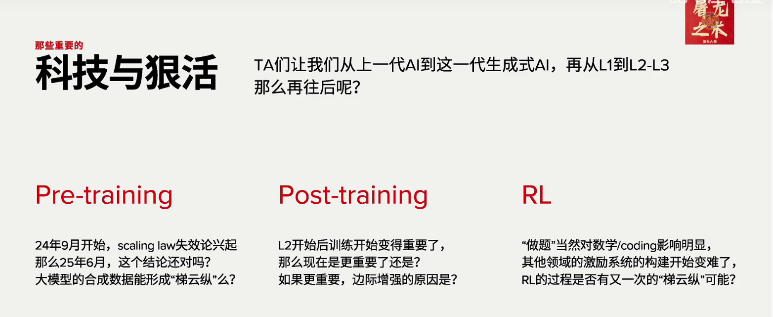 那些重要的
科技与狠活
TA们让我们从上一代AI到这一代生成式AI，再从L1到L2-L3
那么再往后呢？
屠龙
之术
Pre-training
24年9月开始，scaling law失效论兴起
那么25年6月，这个结论还对吗？
大模型的合成数据能形成“梯云纵”么？
Post-training
L2开始后训练开始变得重要了，
那么现在是更重要了还是？
如果更重要，边际增强的原因是？
RL
“做题”当然对数学/coding影响明显，
其他领域的激励系统的构建开始变难了，
RL的过程是否有又一次的“梯云纵”可能？